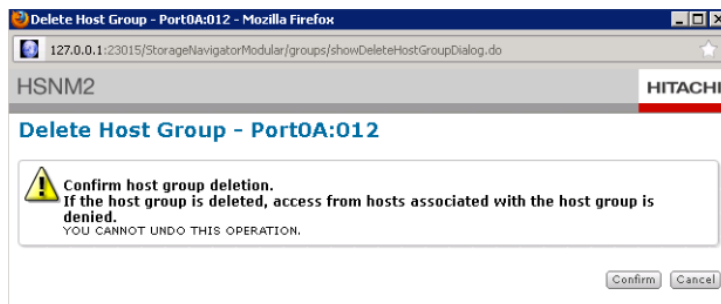 Delete Host Group - Port0A:012 - Mozilla Firefox
127.0.0.1:23015/StorageNavigatorModular/groups/showDeleteHostGroupDialog.do
HSNM2
HITACHI
Delete Host Group - Port0A:012
Confirm host group deletion.
If the host group is deleted, access from hosts associated with the host group is
denied.
YOU CANNOT UNDO THIS OPERATION.
Confirm Cancel